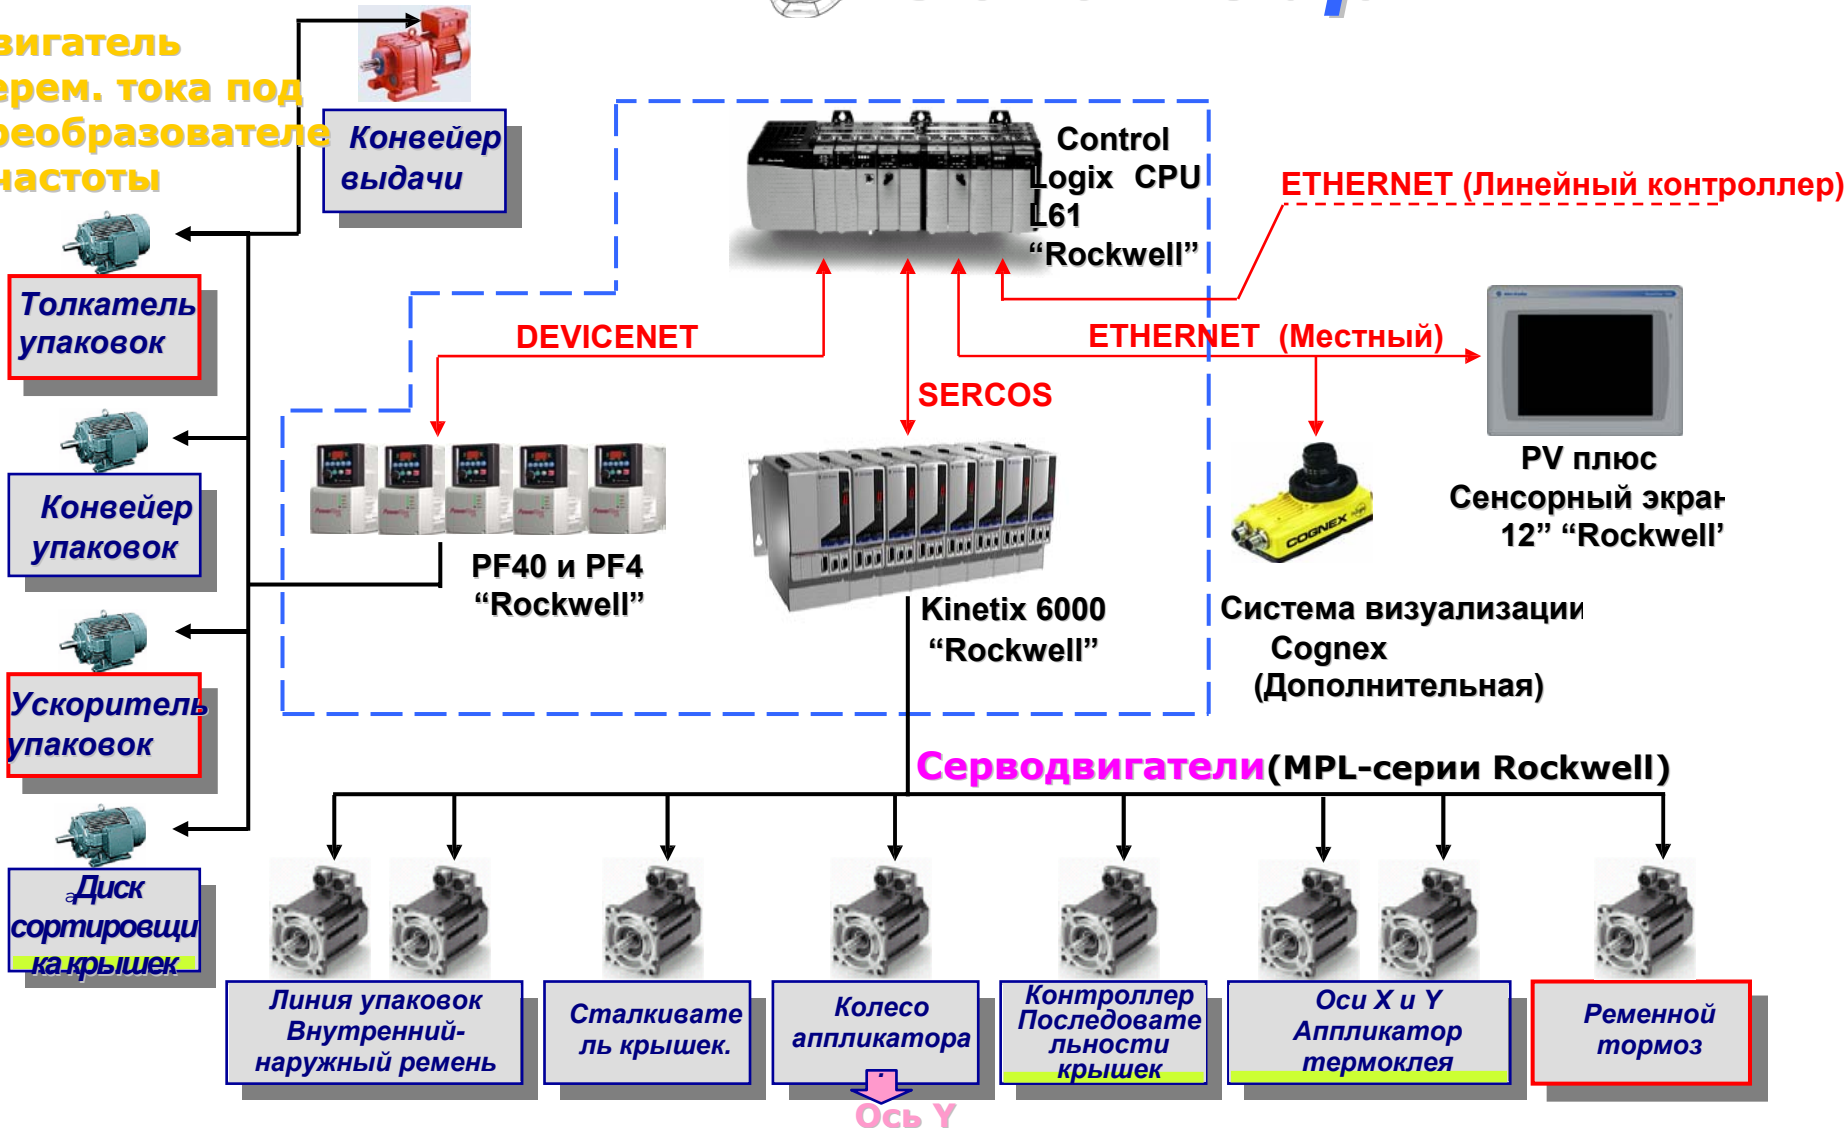 вигатель
ерем. тока под
реобразователе
частоты
Конвейер
выдачи
Control
Logix CPU
L61
“Rockwell”
ETHERNET (Линейный контроллер)
Толкатель
упаковок
DEVICENET
ETHERNET (Местный)
SERCOS
Конвейер
упаковок
PF40 и PF4
“Rockwell”
Kinetix 6000
“Rockwell”
COGNEX
PV плюс
Сенсорный экран
12” “Rockwell”
Система визуализации
Cognex
(Дополнительная)
Ускоритель
упаковок
Серводвигатели(MPL-серии Rockwell)
Диск
сортировщи
ка крышек
Линия упаковок
Внутренний-
наружный ремень
Сталкивате
ль крышек.
Колесо
аппликатора
.
Контроллер
Последовате
льности
крышек
Оси X и Y
Аппликатор
термоклея
Ременной
тормоз
Ось Y